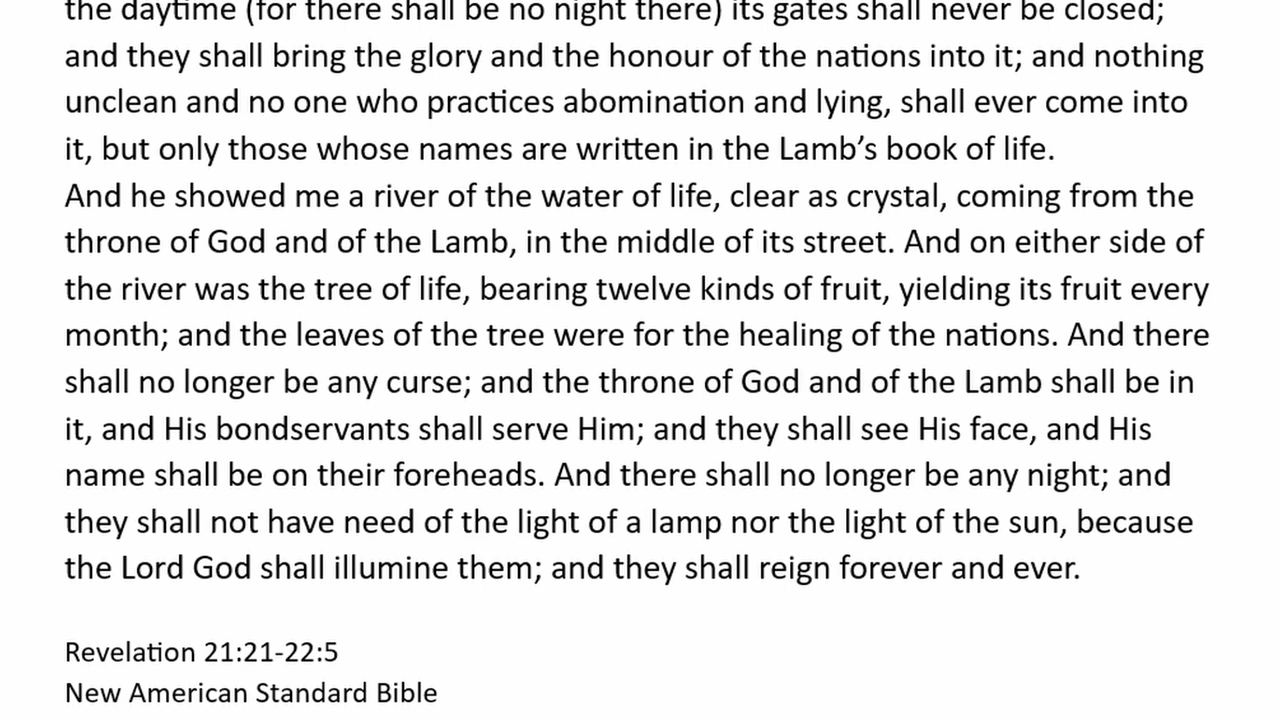 the daytime (for there shall be no night there) its gates shall never be closed;
and they shall bring the glory and the honour of the nations into it; and nothing
unclean and no one who practices abomination and lying, shall ever come into
it, but only those whose names are written in the Lamb’s book of life.
And he showed me a river of the water of life, clear as crystal, coming from the
throne of God and of the Lamb, in the middle of its street. And on either side of
the river was the tree of life, bearing twelve kinds of fruit, yielding its fruit every
month; and the leaves of the tree were for the healing of the nations. And there
shall no longer be any curse; and the throne of God and of the Lamb shall be in
it, and His bondservants shall serve Him; and they shall see His face, and His
name shall be on their foreheads. And there shall no longer be any night; and
they shall not have need of the light of a lamp nor the light of the sun, because
the Lord God shall illumine them; and they shall reign forever and ever.
Revelation 21:21-22:5
New American Standard Bible